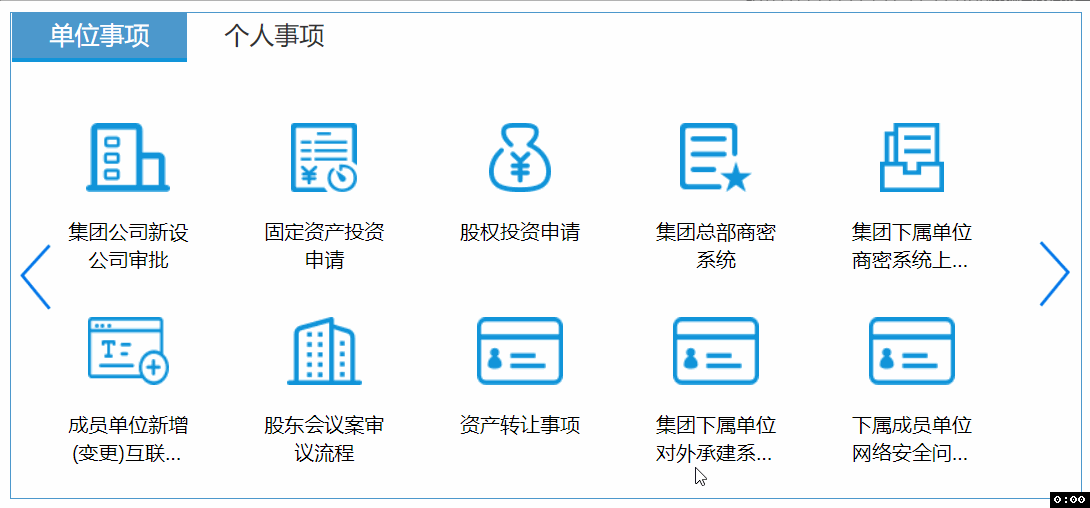 单位事项
个人事项
集团公司新设
公司审批
固定资产投资
申请
股权投资申请
集团总部商密
系统
集团下属单位
商密系统上...
成员单位新增
(变更)互联...
股东会议案审
议流程
资产转让事项
集团下属单位
对外承建系...
下属成员单位
网络安全问...
0:00